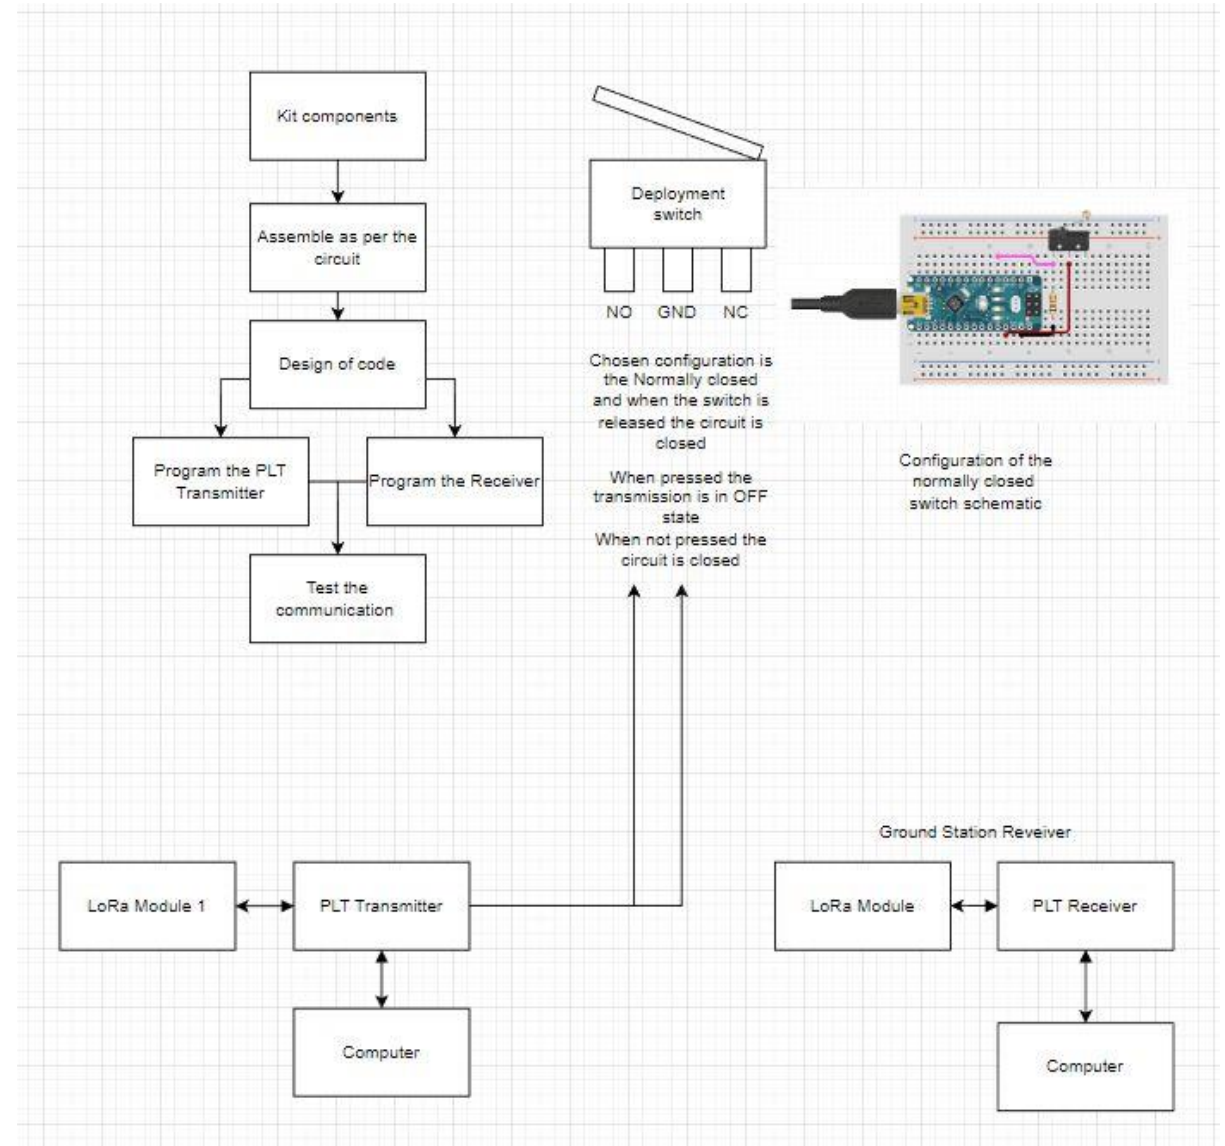 Kit components
Assemble as per the
circuit
Design of code
Program the PLT
Transmitter
Program the Receiver
Test the
communication
Deployment
switch
NO
GND
NC
Chosen configuration is
the Normally closed
and when the switch is
released the circuit is
closed
When pressed the
transmission is in OFF
state
When not pressed the
circuit is closed
Configuration of the
normally closed
switch schematic
LoRa Module 1
PLT Transmitter
Computer
Ground Station Reveiver
LoRa Module
PLT Receiver
Computer